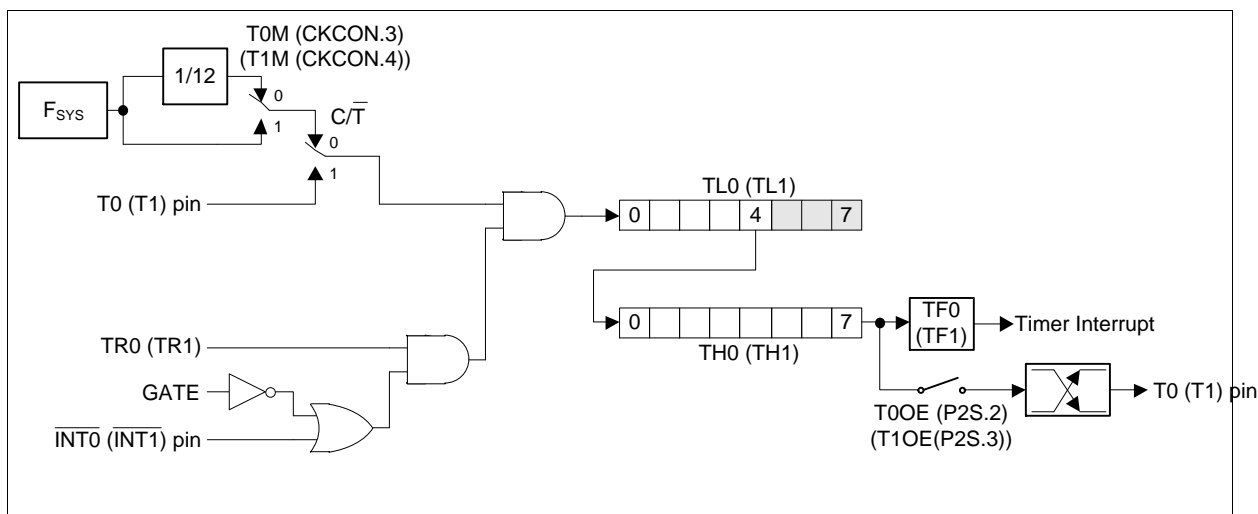 T0M (CKCON.3)
(T1M (CKCON.4))
1/12
FSYS
0
1
C/T̅
0
1
T0 (T1) pin
TL0 (TL1)
0 4 7
0 7
TH0 (TH1)
TF0
(TF1)
Timer Interrupt
TR0 (TR1)
GATE
I̅N̅T̅0̅ (I̅N̅T̅1̅) pin
T0OE (P2S.2)
(T1OE(P2S.3))
T0 (T1) pin